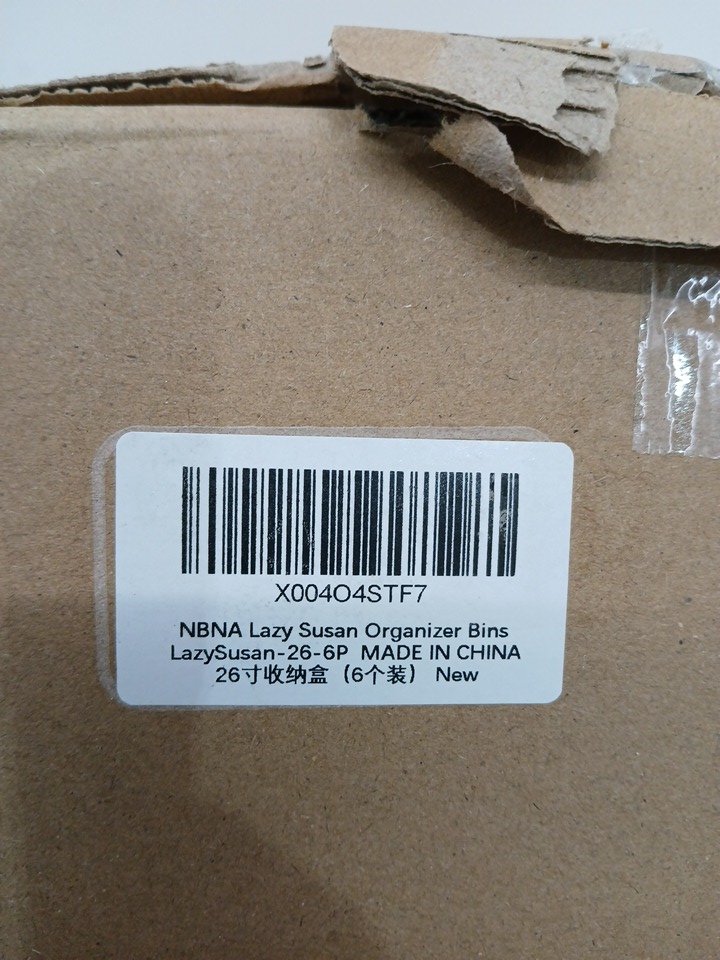 X004O4STF7
NBNA Lazy Susan Organizer Bins
LazySusan-26-6P MADE IN CHINA
26寸收纳盒（6个装） New